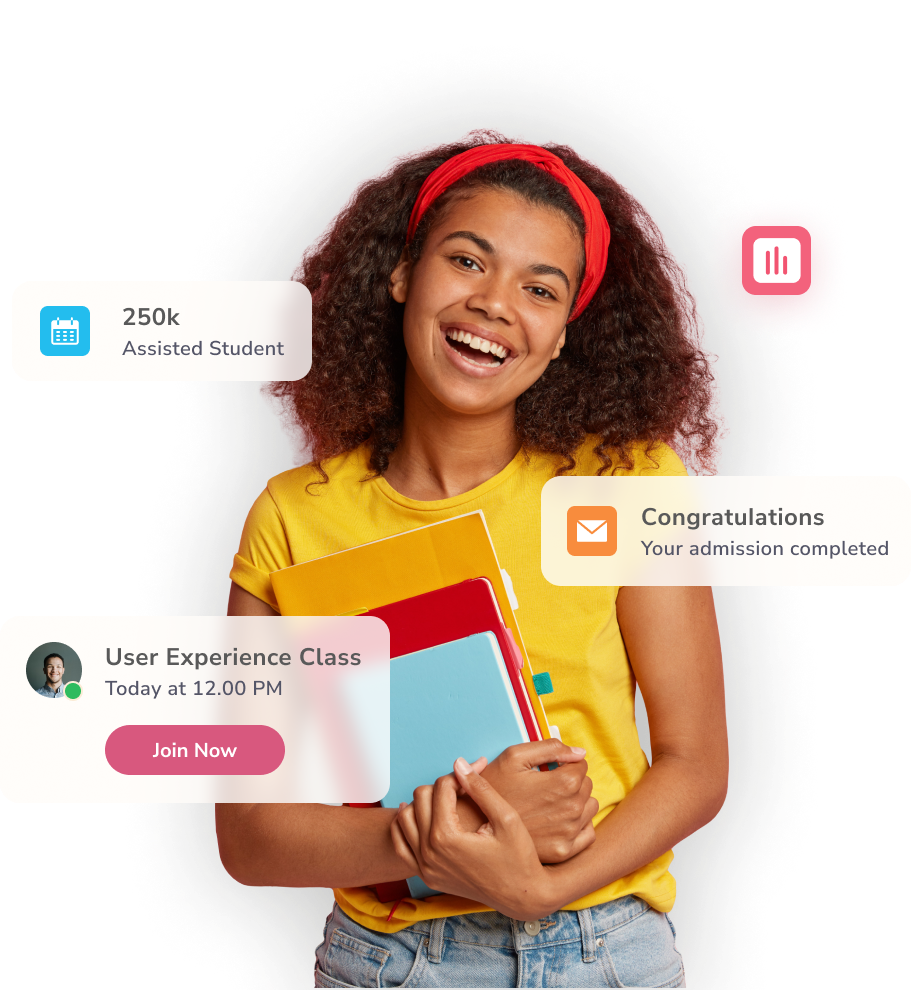 250k
Assisted Student
Congratulations
Your admission completed
User Experience Class
Today at 12.00 PM
Join Now